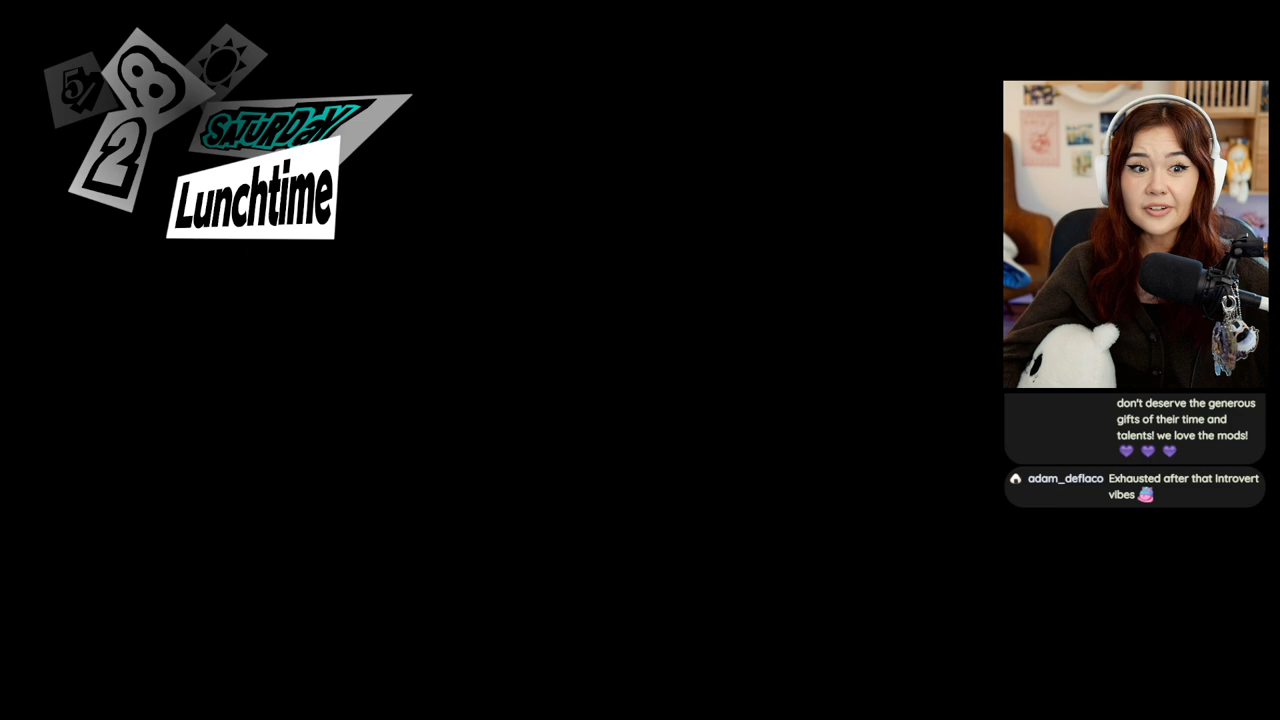 5/
28
SATURDAY
Lunchtime
don't deserve the generous
gifts of their time and
talents! we love the mods!
adam_deflaco Exhausted after that Introvert
vibes